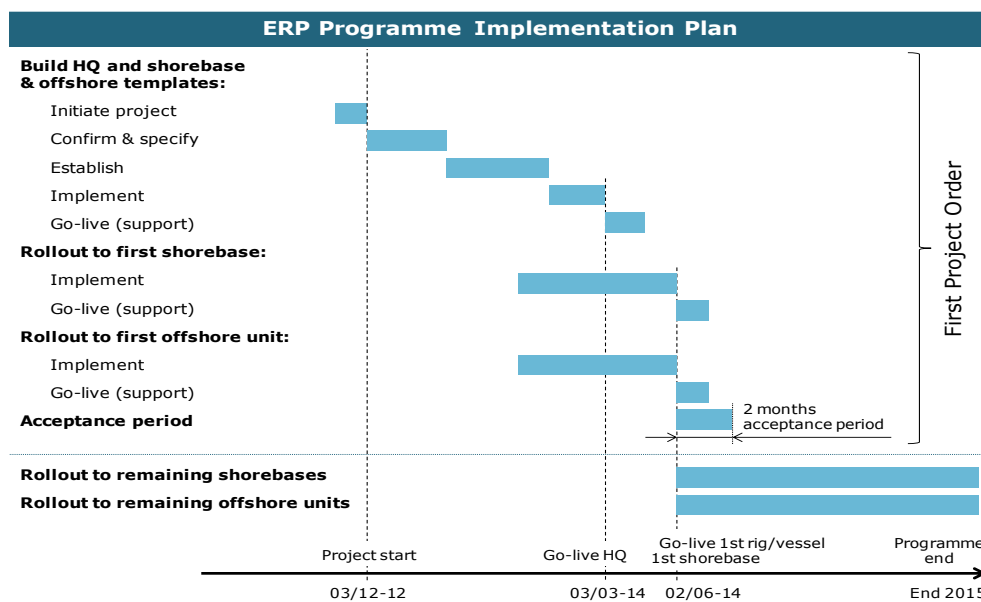 ERP Programme Implementation Plan
Build HQ and shorebase
& offshore templates:
Initiate project
Confirm & specify
Establish
Implement
Go-live (support)
Rollout to first shorebase:
Implement
Go-live (support)
Rollout to first offshore unit:
Implement
Go-live (support)
Acceptance period
2 months
acceptance period
First Project Order
Rollout to remaining shorebases
Rollout to remaining offshore units
Project start
Go-live HQ
Go-live 1st rig/vessel
1st shorebase
Programme
end
03/12-12
03/03-14
02/06-14
End 2015